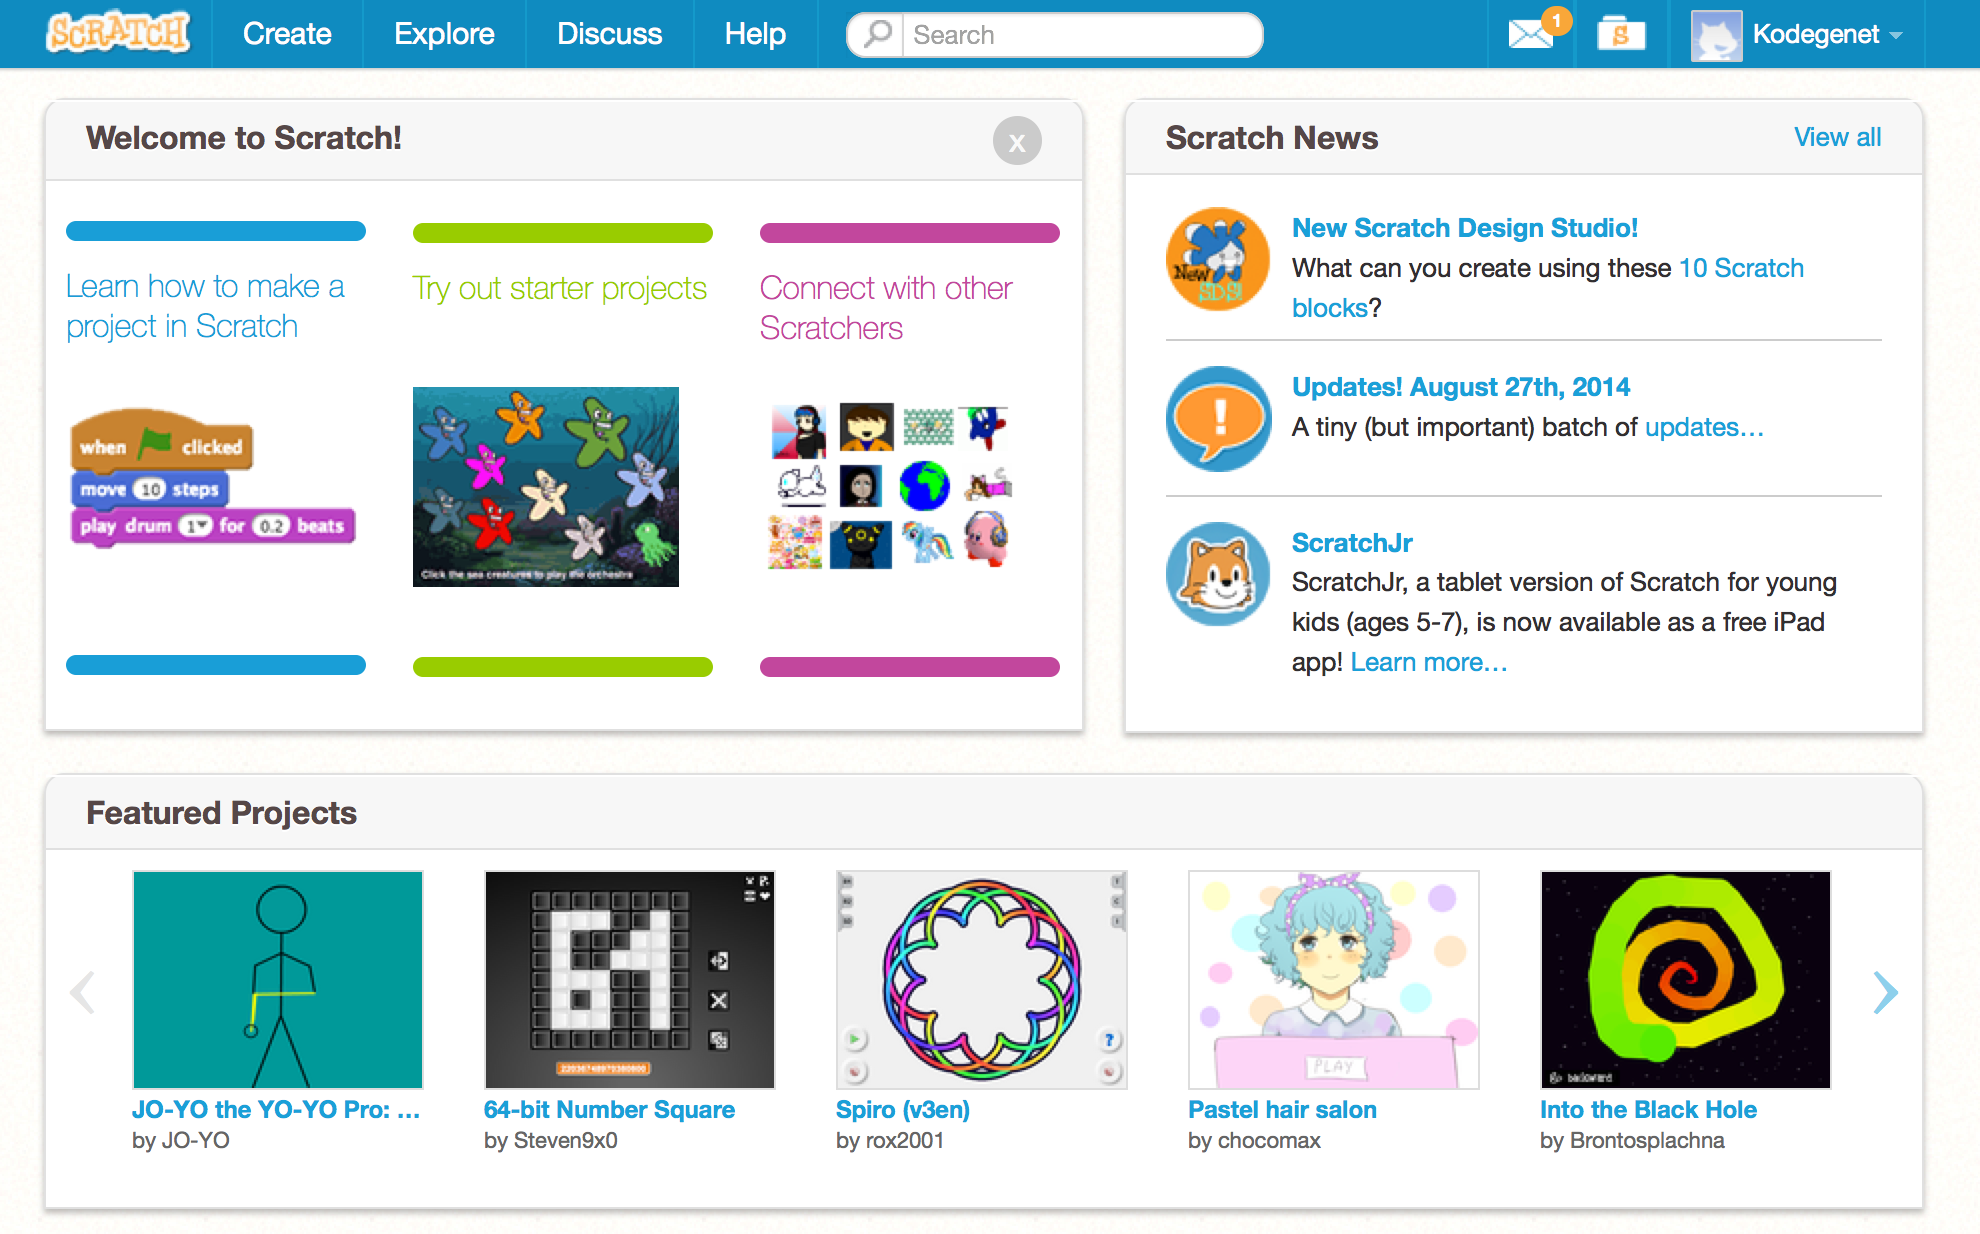 SCRATCH
Create
Explore
Discuss
Help
Search
1
S
Kodegenet
Welcome to Scratch!
x
Learn how to make a
project in Scratch
when clicked
move 10 steps
play drum 1 for 0.2 beats
Try out starter projects
Click the sea creatures to play the orchestra
Connect with other
Scratchers
Scratch News
View all
New
SDS!
New Scratch Design Studio!
What can you create using these 10 Scratch
blocks?
!
Updates! August 27th, 2014
A tiny (but important) batch of updates…
ScratchJr
ScratchJr, a tablet version of Scratch for young
kids (ages 5-7), is now available as a free iPad
app! Learn more…
Featured Projects
JO-YO the YO-YO Pro: ...
by JO-YO
64
64-bit Number Square
by Steven9x0
?
Spiro (v3en)
by rox2001
PLAY
Pastel hair salon
by chocomax
go backward
Into the Black Hole
by Brontosplachna